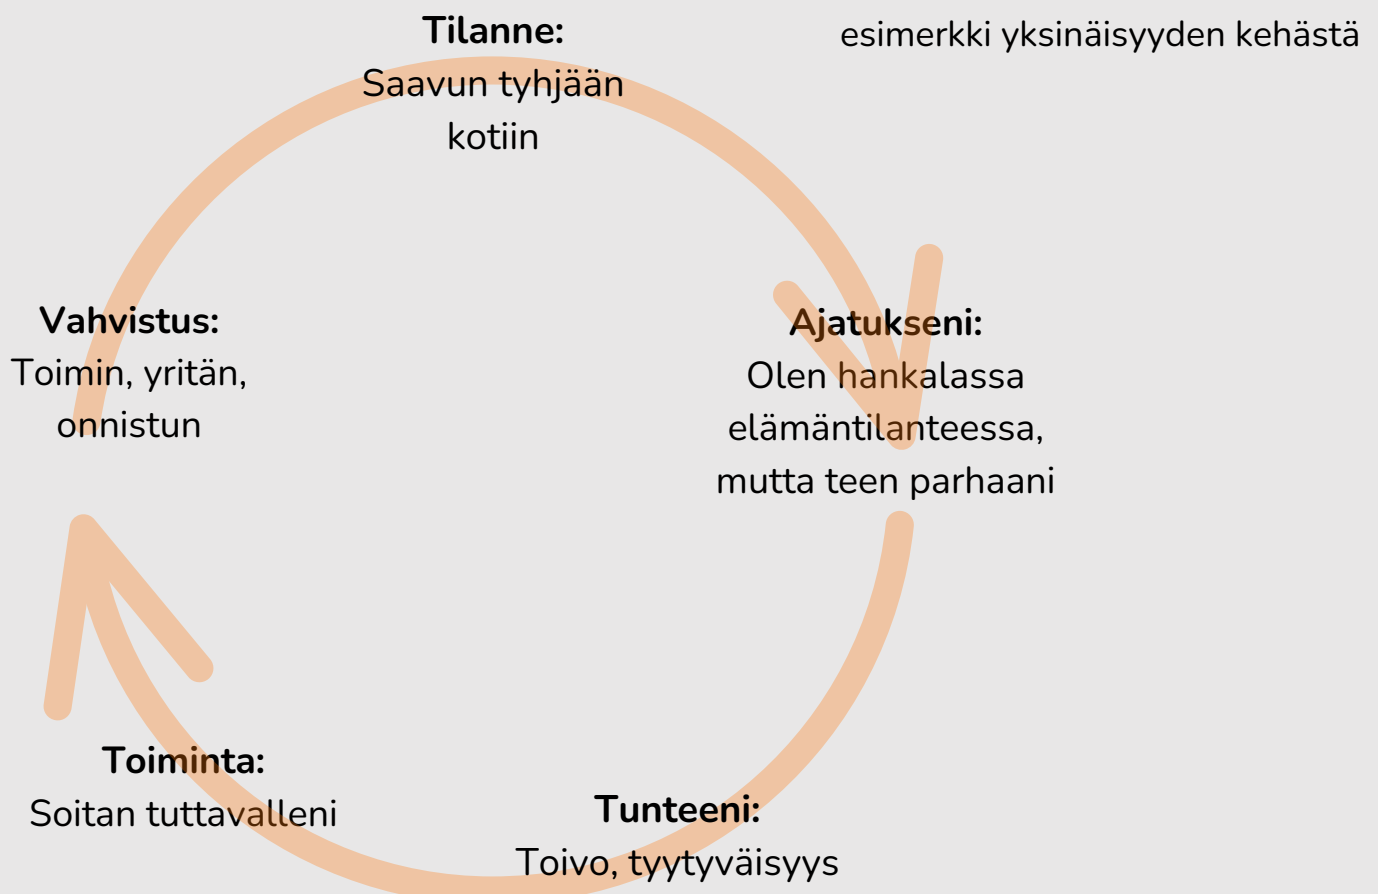 esimerkki yksinäisyyden kehästä
Tilanne:
Saavun tyhjään
kotiin
Ajatukseni:
Olen hankalassa
elämäntilanteessa,
mutta teen parhaani
Tunteeni:
Toivo, tyytyväisyys
Toiminta:
Soitan tuttavalleni
Vahvistus:
Toimin, yritän,
onnistun